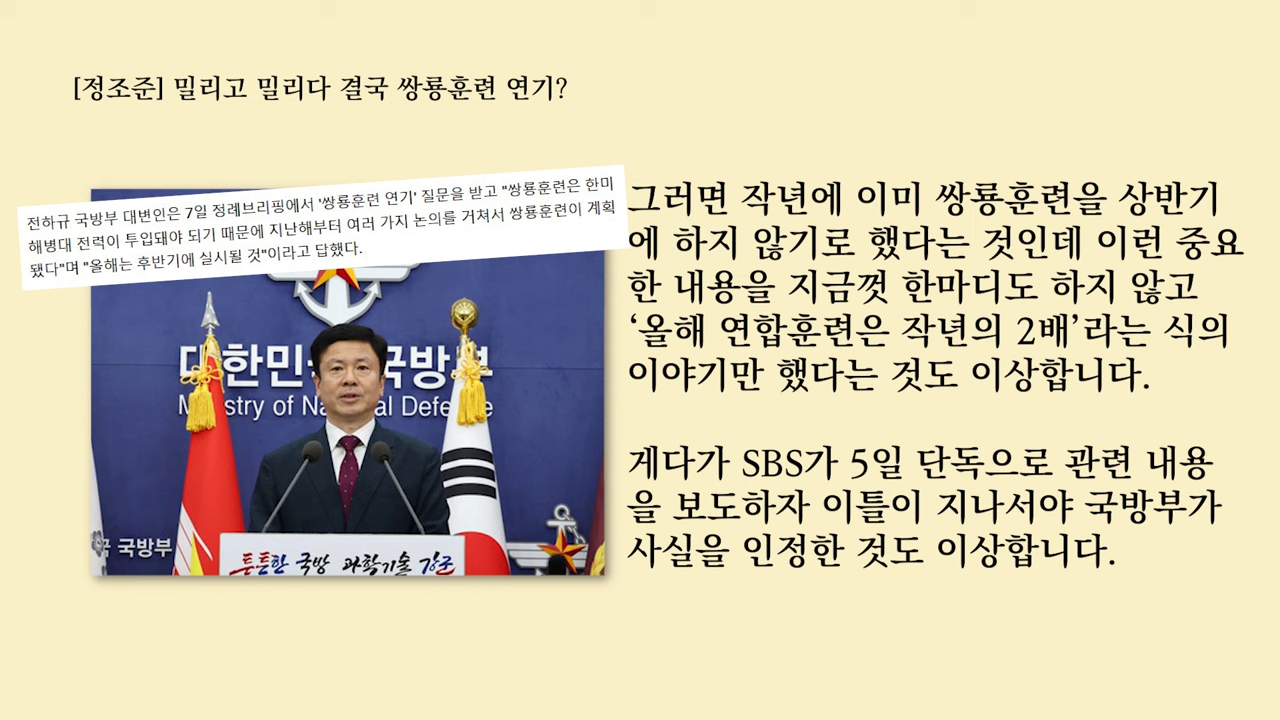 [정조준] 밀리고 밀리다 결국 쌍룡훈련 연기?
전하규 국방부 대변인은 7일 정례브리핑에서 '쌍룡훈련 연기' 질문을 받고 "쌍룡훈련은 한미
해병대 전력이 투입돼야 되기 때문에 지난해부터 여러 가지 논의를 거쳐서 쌍룡훈련이 계획
됐다"며 "올해는 후반기에 실시될 것"이라고 답했다.
그러면 작년에 이미 쌍룡훈련을 상반기
에 하지 않기로 했다는 것인데 이런 중요
한 내용을 지금껏 한마디도 하지 않고
‘올해 연합훈련은 작년의 2배’라는 식의
이야기만 했다는 것도 이상합니다.
게다가 SBS가 5일 단독으로 관련 내용
을 보도하자 이틀이 지나서야 국방부가
사실을 인정한 것도 이상합니다.
대한민 국방부
Ministry of Na al Defence
국방부
튼튼한 국방 과학기술 강군